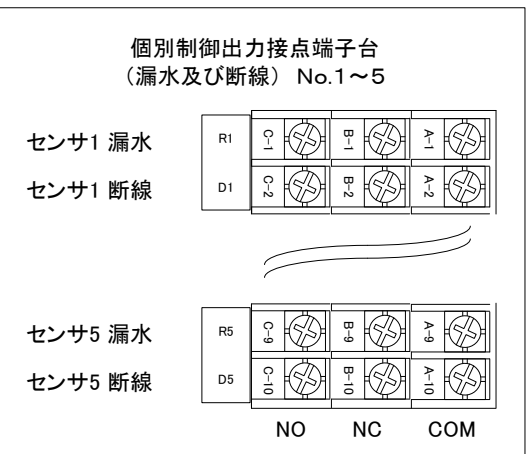 個別制御出力接点端子台
（漏水及び断線） No.1～5
センサ1 漏水 R1 C-1 B-1 A-1
センサ1 断線 D1 C-2 B-2 A-2
センサ5 漏水 R5 C-9 B-9 A-9
センサ5 断線 D5 C-10 B-10 A-10
NO NC COM